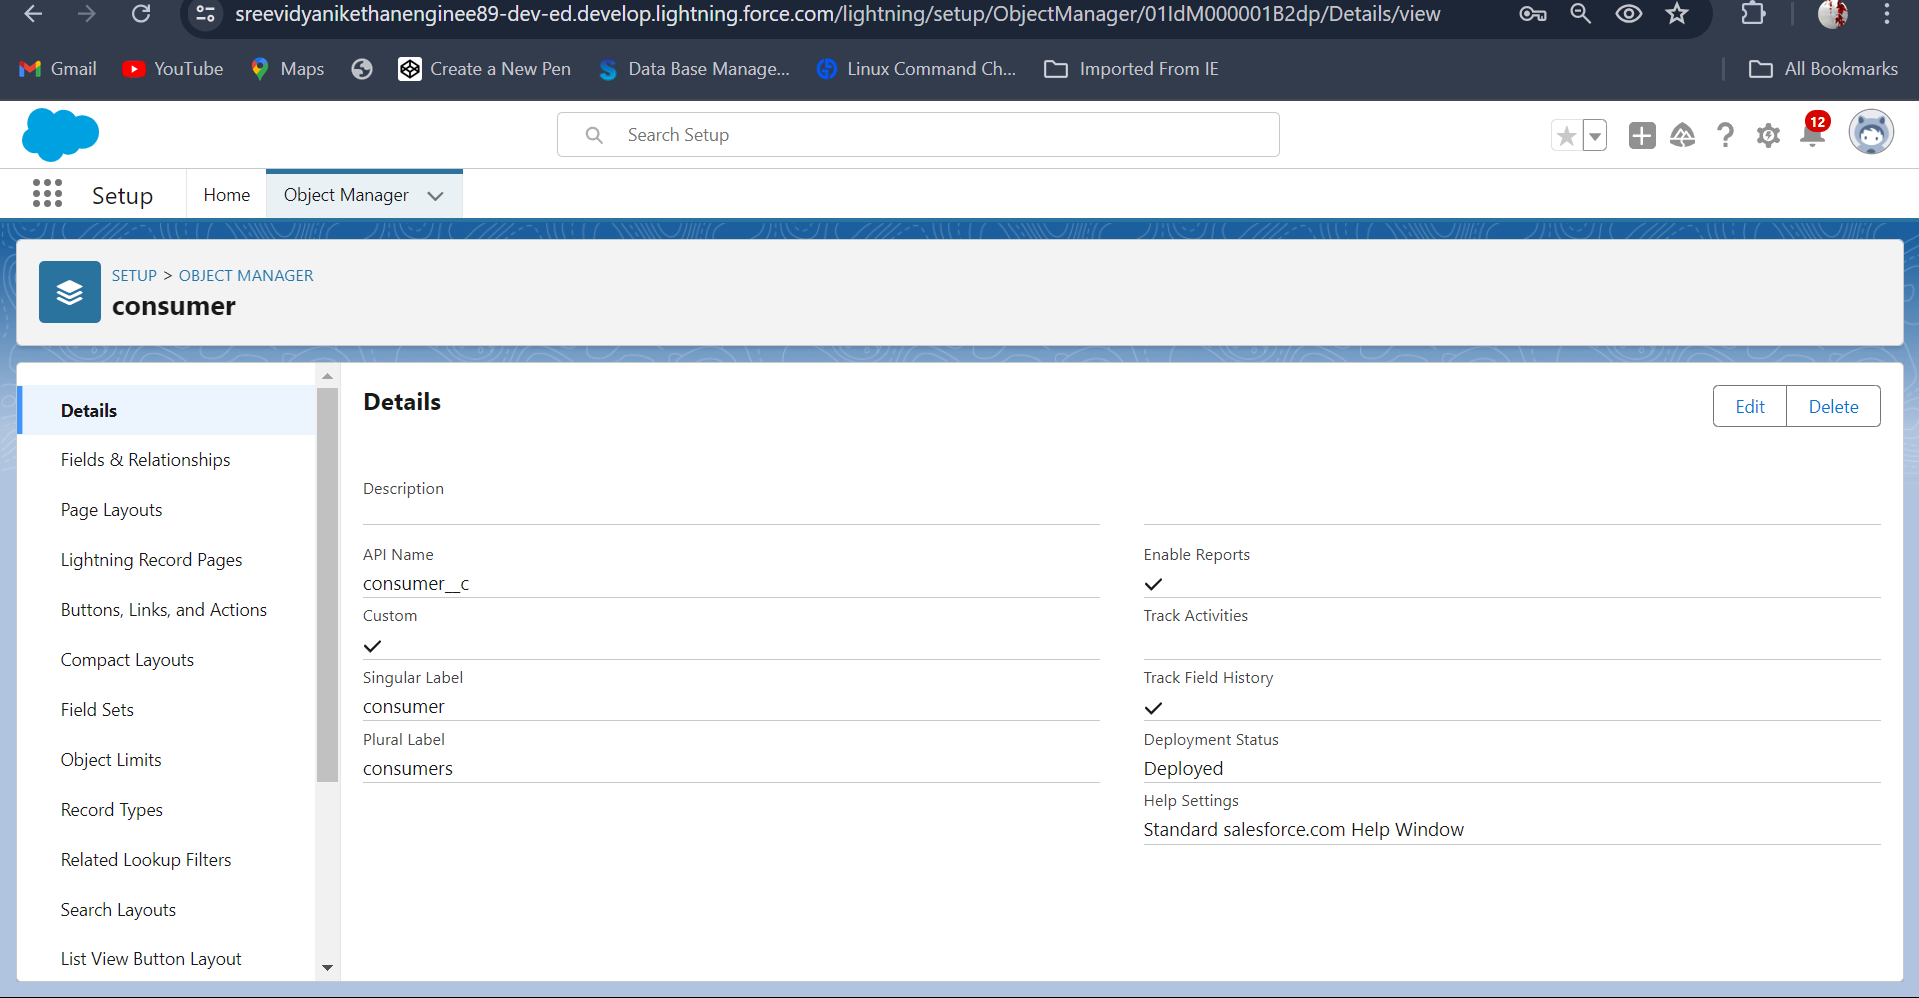 sreevidyanikethanenginee89-dev-ed.develop.lightning.force.com/lightning/setup/ObjectManager/01IdM000001B2dp/Details/view
Gmail YouTube Maps Create a New Pen Data Base Manage... Linux Command Ch... Imported From IE All Bookmarks
Search Setup
12
Setup Home Object Manager
SETUP > OBJECT MANAGER
consumer
Details
Fields & Relationships
Page Layouts
Lightning Record Pages
Buttons, Links, and Actions
Compact Layouts
Field Sets
Object Limits
Record Types
Related Lookup Filters
Search Layouts
List View Button Layout
Details
Edit Delete
Description
API Name
consumer__c
Custom
Singular Label
consumer
Plural Label
consumers
Enable Reports
Track Activities
Track Field History
Deployment Status
Deployed
Help Settings
Standard salesforce.com Help Window